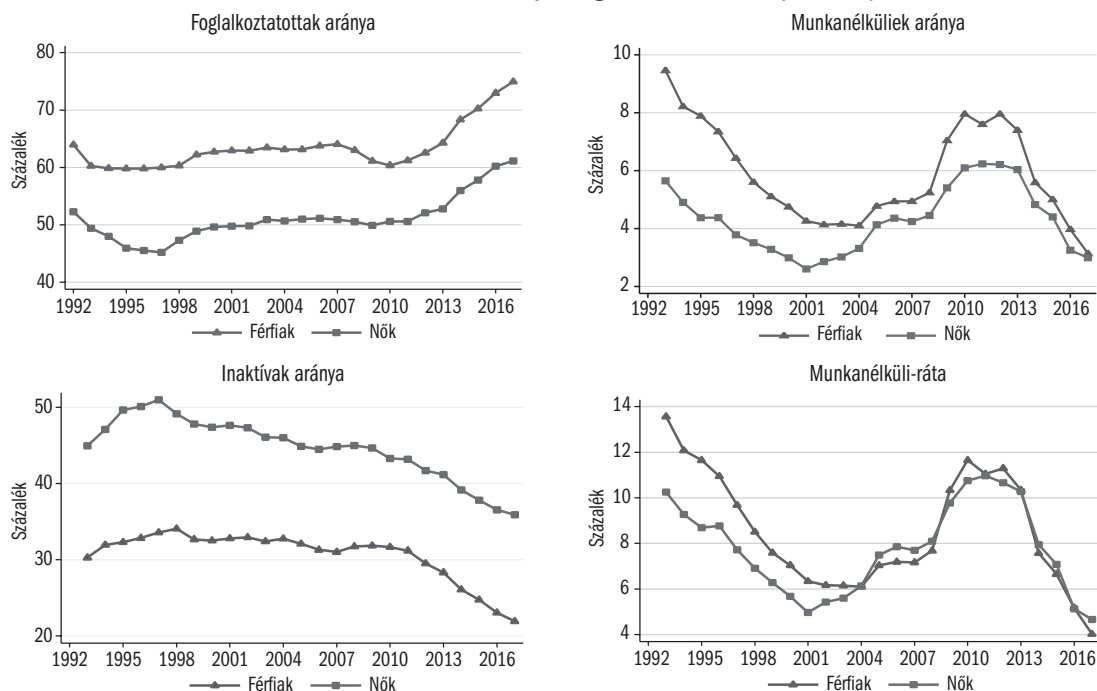 Foglalkoztatottak aránya
Százalék
80
70
60
50
40
1992 1995 1998 2001 2004 2007 2010 2013 2016
Férfiak Nők
Munkanélküliek aránya
Százalék
10
8
6
4
2
1992 1995 1998 2001 2004 2007 2010 2013 2016
Férfiak Nők
Inaktívak aránya
Százalék
50
40
30
20
1992 1995 1998 2001 2004 2007 2010 2013 2016
Férfiak Nők
Munkanélküli-ráta
Százalék
14
12
10
8
6
4
1992 1995 1998 2001 2004 2007 2010 2013 2016
Férfiak Nők